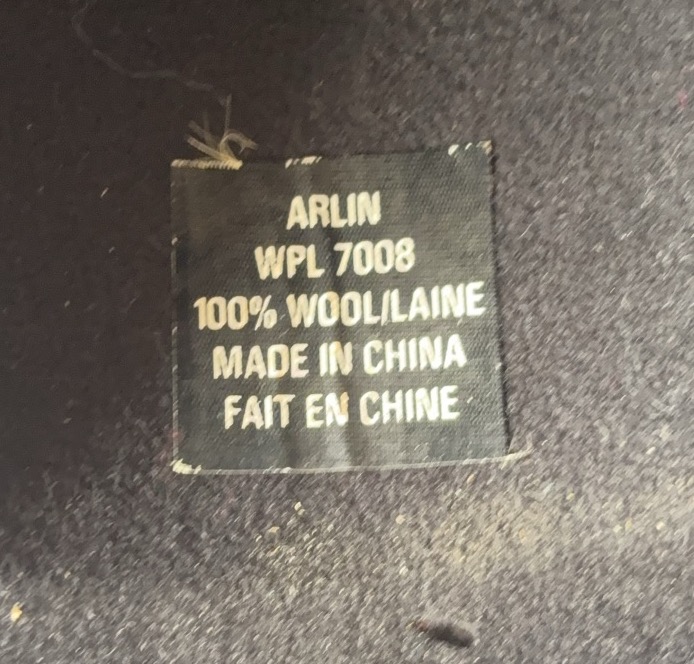 ARLIN
WPL 7008
100% WOOL/LAINE
MADE IN CHINA
FAIT EN CHINE